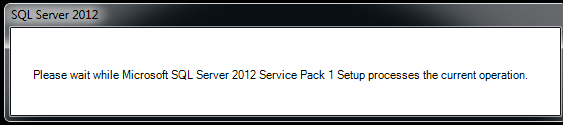 SQL Server 2012
Please wait while Microsoft SQL Server 2012 Service Pack 1 Setup processes the current operation.